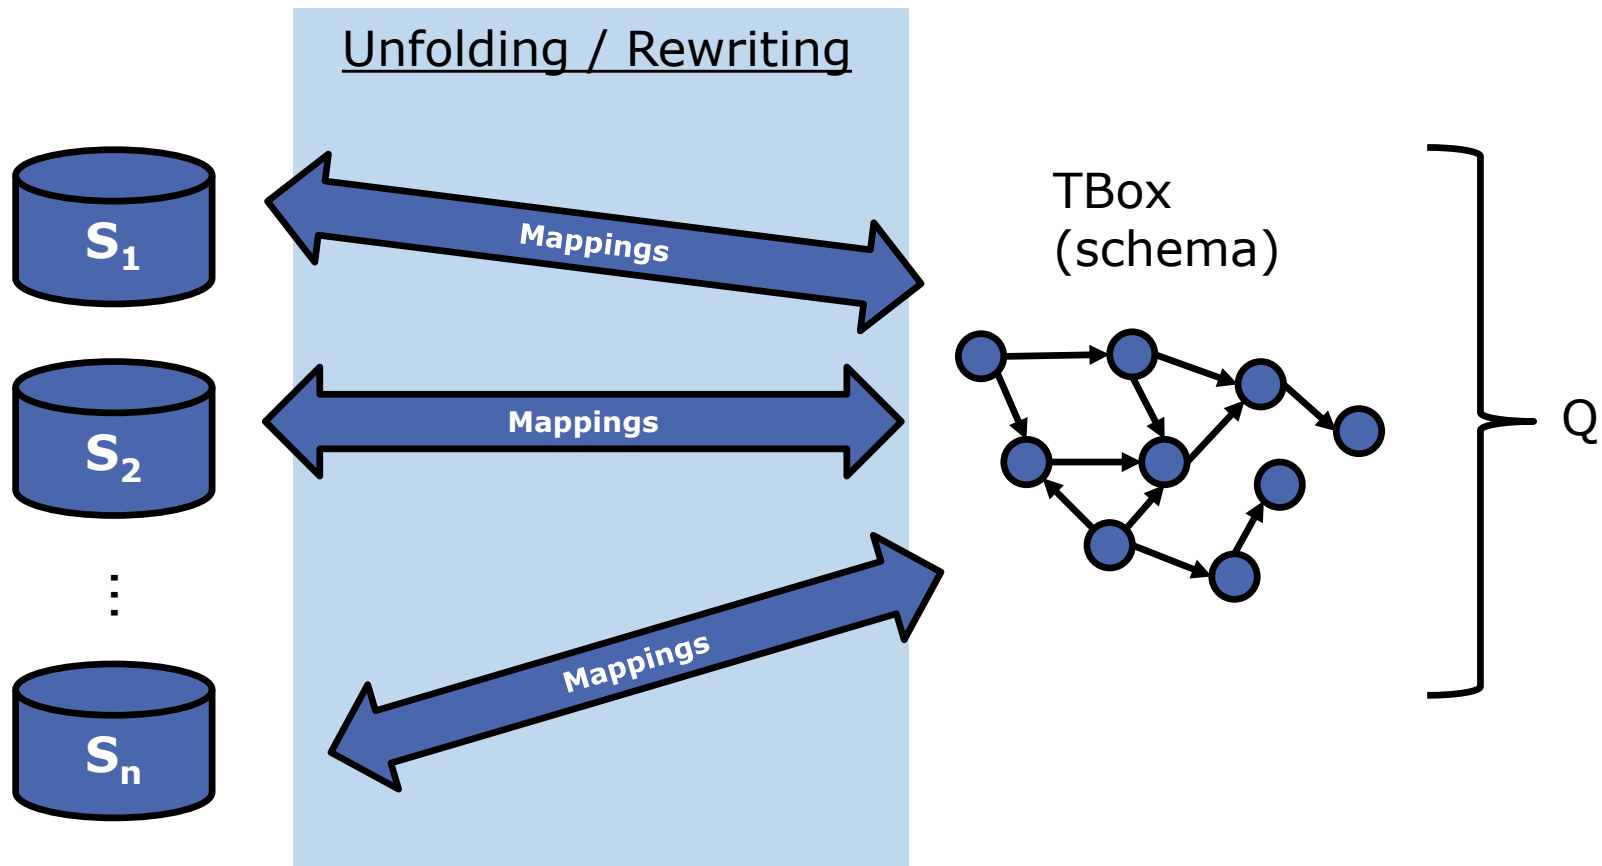 Unfolding / Rewriting
S1
Mappings
TBox
(schema)
S2
Mappings
Q
...
Sn
Mappings